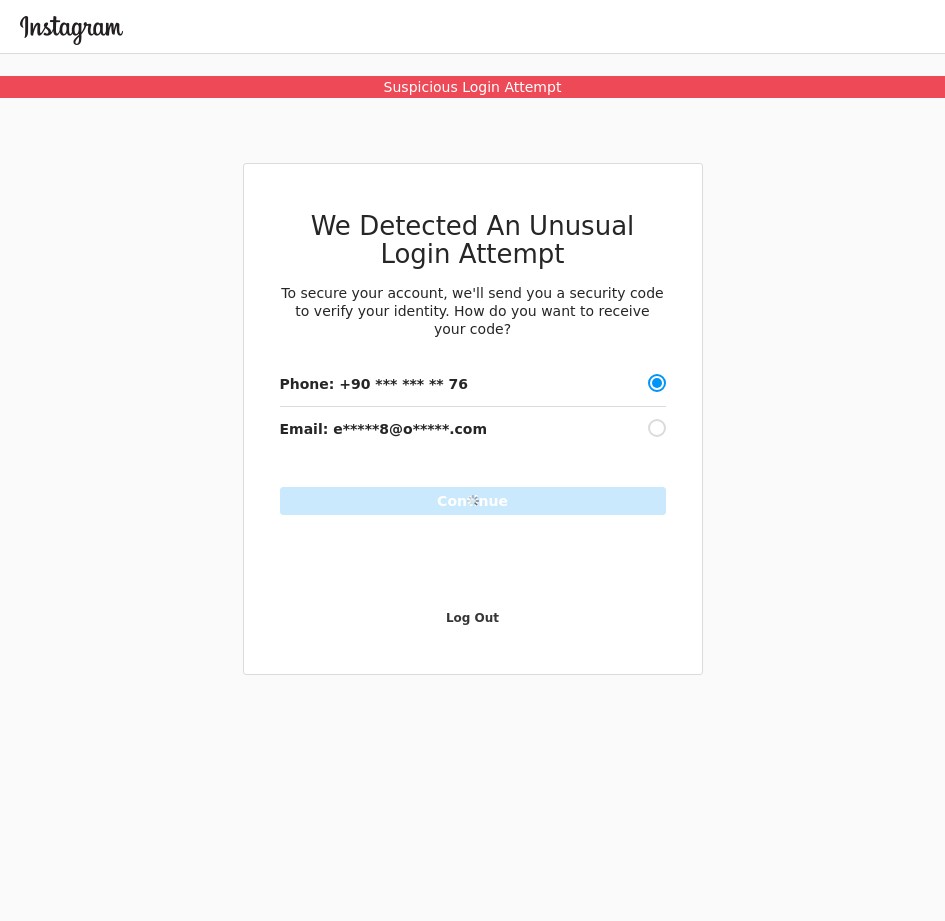 Instagram
Suspicious Login Attempt
We Detected An Unusual
Login Attempt
To secure your account, we'll send you a security code
to verify your identity. How do you want to receive
your code?
Phone: +90 *** *** ** 76
Email: e*****8@o*****.com
Continue
Log Out